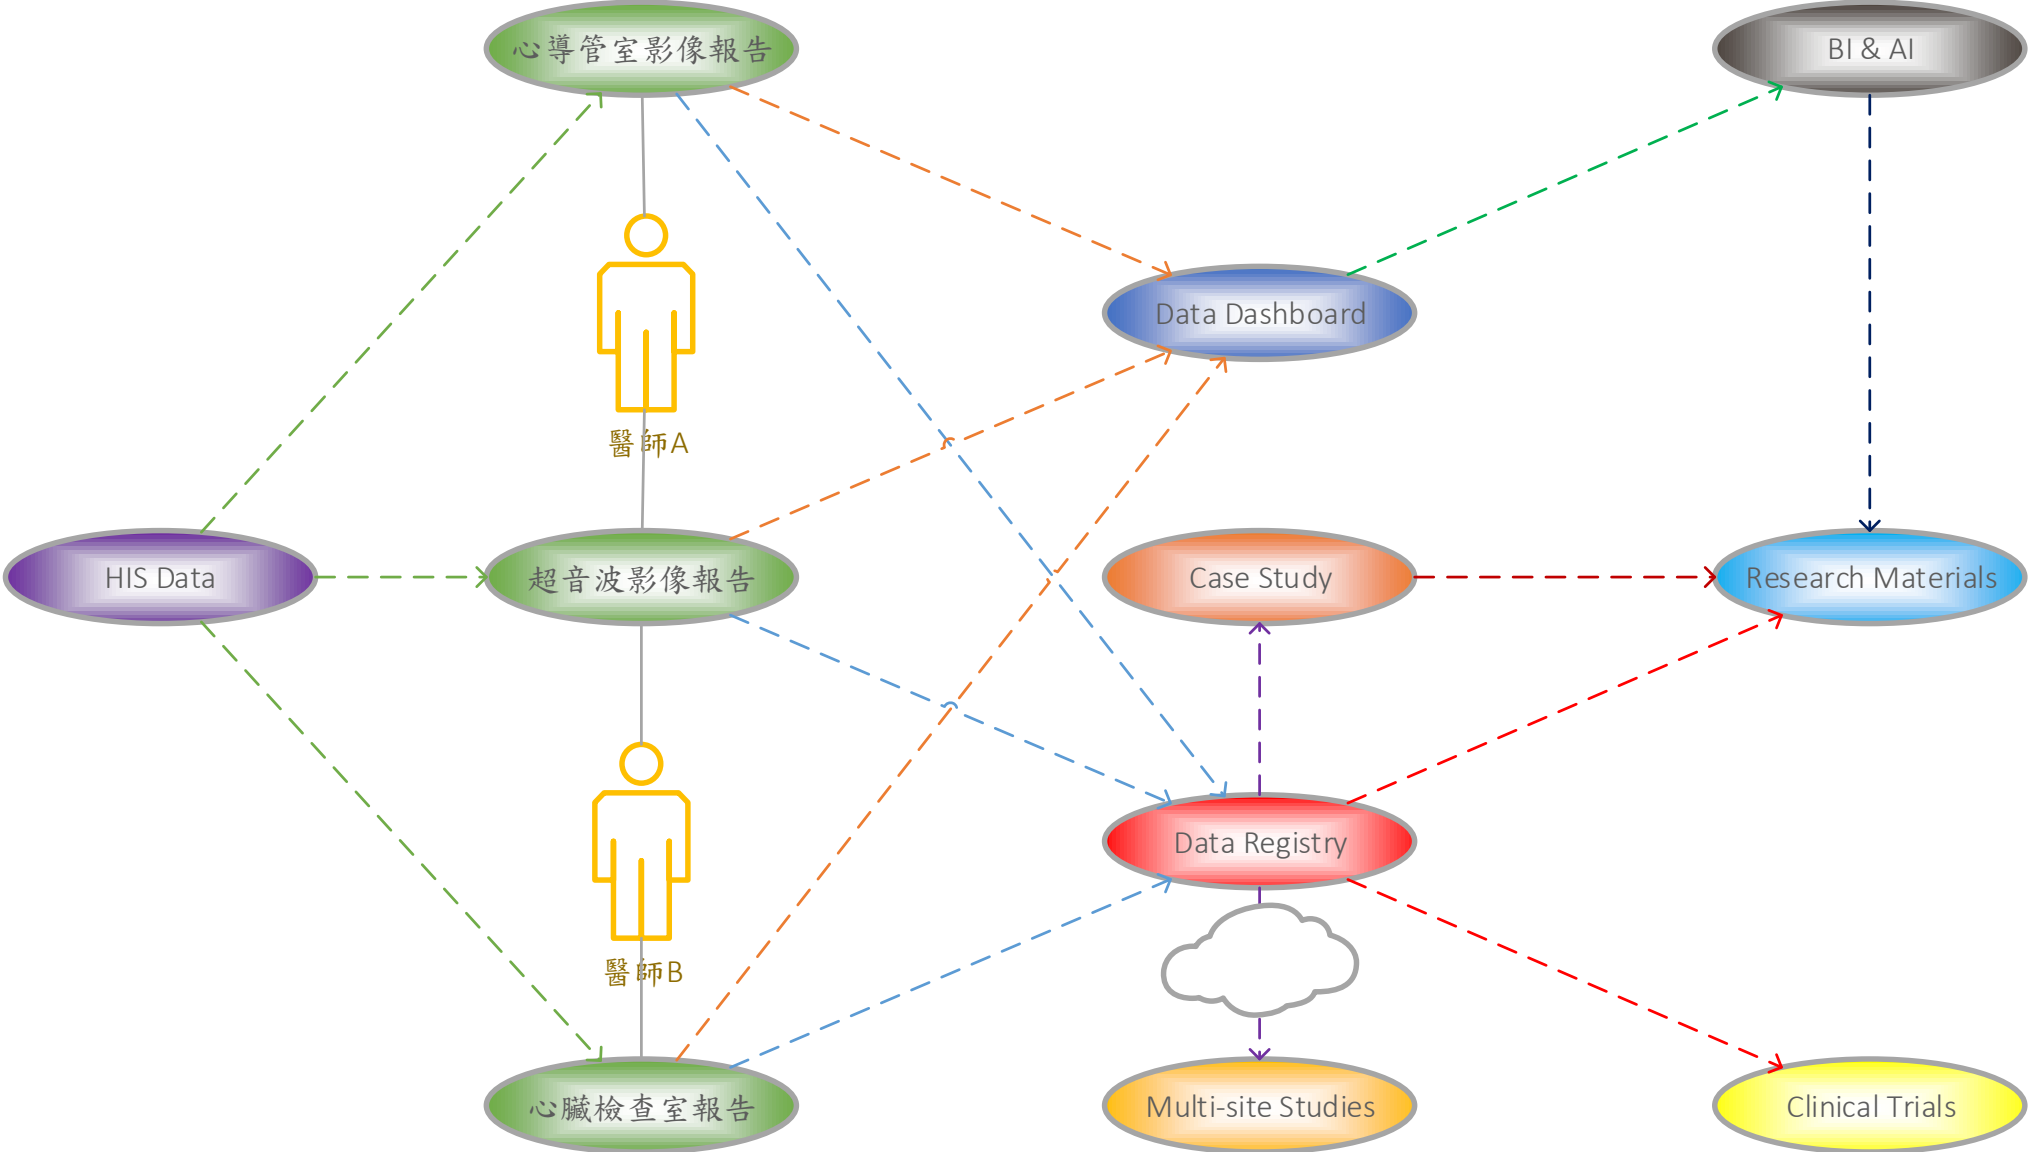 心導管室影像報告
BI & AI
Data Dashboard
醫師A
HIS Data
超音波影像報告
Case Study
Research Materials
Data Registry
醫師B
心臟檢查室報告
Multi-site Studies
Clinical Trials